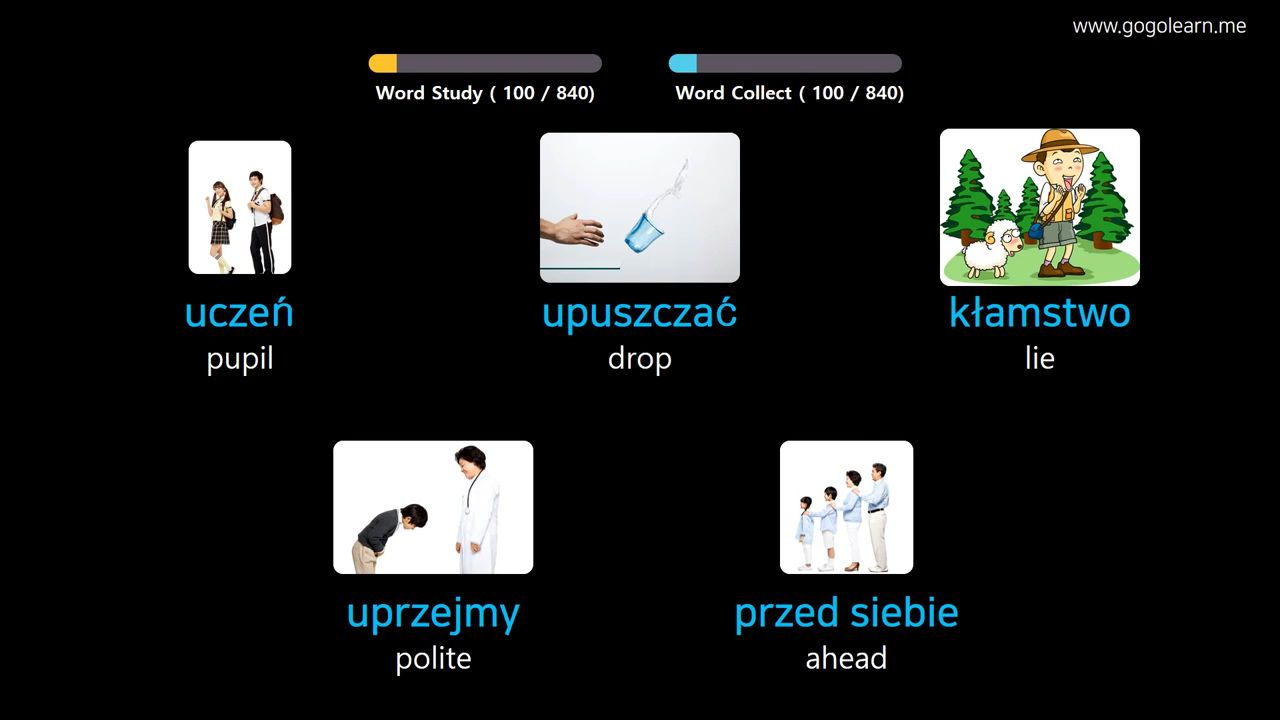 www.gogolearn.me
Word Study ( 100 / 840)
Word Collect ( 100 / 840)
uczeń
pupil
upuszczać
drop
kłamstwo
lie
uprzejmy
polite
przed siebie
ahead